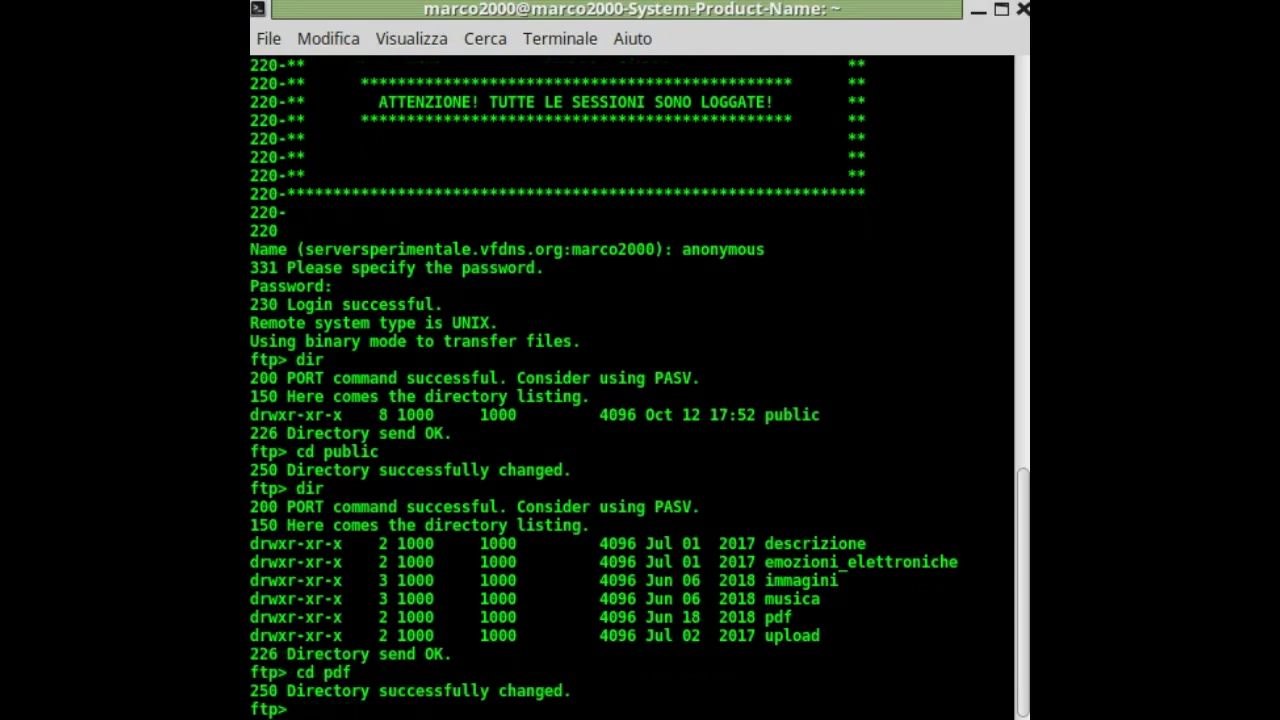 marco2000@marco2000-System-Product-Name: ~
File Modifica Visualizza Cerca Terminale Aiuto
220-** **
220-** *********************************************** **
220-** ATTENZIONE! TUTTE LE SESSIONI SONO LOGGATE! **
220-** *********************************************** **
220-** **
220-** **
220-** **
220-***************************************************************
220-
220
Name (serversperimentale.vfdns.org:marco2000): anonymous
331 Please specify the password.
Password:
230 Login successful.
Remote system type is UNIX.
Using binary mode to transfer files.
ftp> dir
200 PORT command successful. Consider using PASV.
150 Here comes the directory listing.
drwxr-xr-x 8 1000 1000 4096 Oct 12 17:52 public
226 Directory send OK.
ftp> cd public
250 Directory successfully changed.
ftp> dir
200 PORT command successful. Consider using PASV.
150 Here comes the directory listing.
drwxr-xr-x 2 1000 1000 4096 Jul 01 2017 descrizione
drwxr-xr-x 2 1000 1000 4096 Jul 01 2017 emozioni_elettroniche
drwxr-xr-x 3 1000 1000 4096 Jun 06 2018 immagini
drwxr-xr-x 3 1000 1000 4096 Jun 06 2018 musica
drwxr-xr-x 2 1000 1000 4096 Jun 18 2018 pdf
drwxr-xr-x 2 1000 1000 4096 Jul 02 2017 upload
226 Directory send OK.
ftp> cd pdf
250 Directory successfully changed.
ftp>